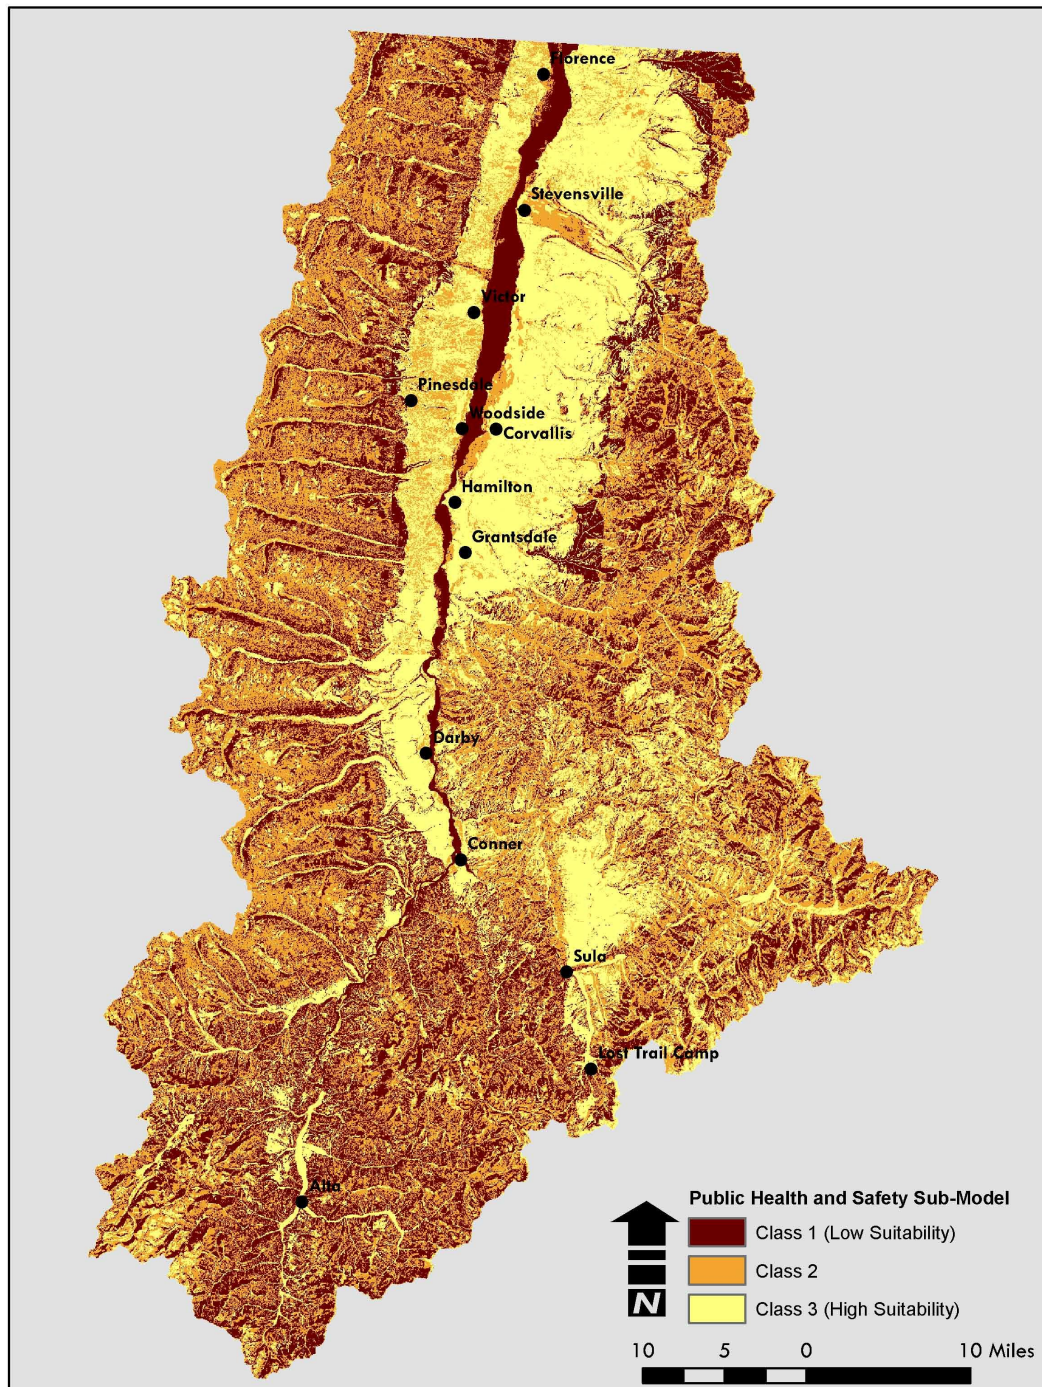 Florence
Stevensville
Victor
Pinesdale
Woodside
Corvallis
Hamilton
Grantsdale
Darby
Conner
Sula
Lost Trail Camp
Alta
Public Health and Safety Sub-Model
Class 1 (Low Suitability)
Class 2
Class 3 (High Suitability)
N
10 5 0 10 Miles